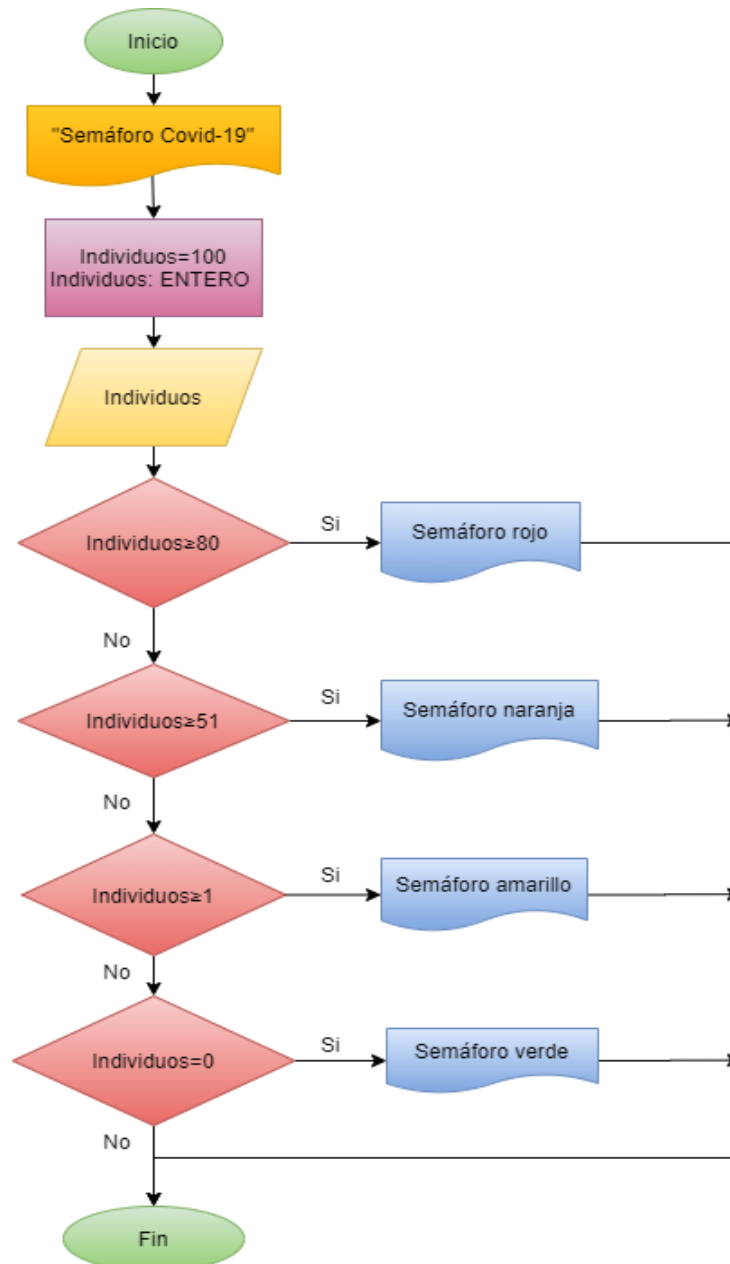 Inicio
"Semáforo Covid-19"
Individuos=100
Individuos: ENTERO
Individuos
Individuos≥80
Si
Semáforo rojo
No
Individuos≥51
Si
Semáforo naranja
No
Individuos≥1
Si
Semáforo amarillo
No
Individuos=0
Si
Semáforo verde
No
Fin